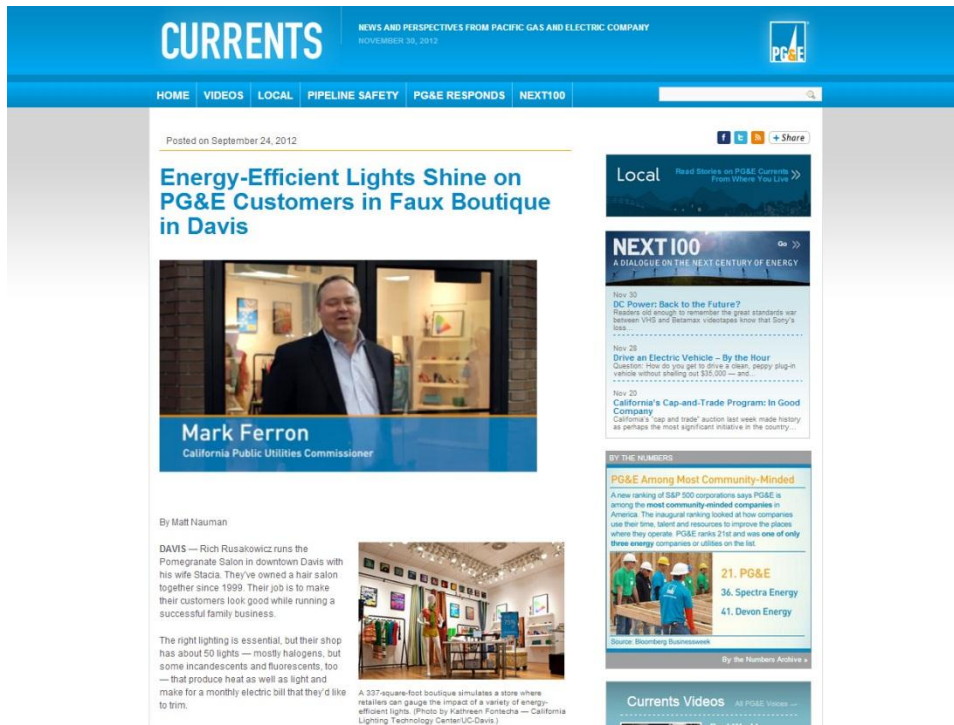 CURRENTS
NEWS AND PERSPECTIVES FROM PACIFIC GAS AND ELECTRIC COMPANY
NOVEMBER 30, 2012
PG&E
HOME VIDEOS LOCAL PIPELINE SAFETY PG&E RESPONDS NEXT100
Posted on September 24, 2012
Energy-Efficient Lights Shine on
PG&E Customers in Faux Boutique
in Davis
Mark Ferron
California Public Utilities Commissioner
By Matt Nauman
DAVIS — Rich Rusakowicz runs the
Pomegranate Salon in downtown Davis with
his wife Stacia. They've owned a hair salon
together since 1999. Their job is to make
their customers look good while running a
successful family business.
The right lighting is essential, but their shop
has about 50 lights — mostly halogens, but
some incandescents and fluorescents, too
— that produce heat as well as light and
make for a monthly electric bill that they'd like
to trim.
A 337-square-foot boutique simulates a store where
retailers can gauge the impact of a variety of energy-
efficient lights. (Photo by Kathreen Fontecha — California
Lighting Technology Center/UC-Davis.)
+ Share
Local
Read Stories on PG&E Currents
From Where You Live
NEXT100
Go
A DIALOGUE ON THE NEXT CENTURY OF ENERGY
Nov 30
DC Power: Back to the Future?
Readers old enough to remember the great standards war
between VHS and Betamax videotapes know that Sony's
loss...
Nov 28
Drive an Electric Vehicle – By the Hour
Question: How do you get to drive a clean, peppy plug-in
vehicle without shelling out $35,000 — and...
Nov 20
California's Cap-and-Trade Program: In Good
Company
California's "cap and trade" auction last week made history
as perhaps the most significant initiative in the country...
BY THE NUMBERS
PG&E Among Most Community-Minded
A new ranking of S&P 500 corporations says PG&E is
among the most community-minded companies in
America. The inaugural ranking looked at how companies
use their time, talent and resources to improve the places
where they operate. PG&E ranks 21st and was one of only
three energy companies or utilities on the list.
21. PG&E
36. Spectra Energy
41. Devon Energy
Source: Bloomberg Businessweek
By the Numbers Archive »
Currents Videos
All PG&E Voices —